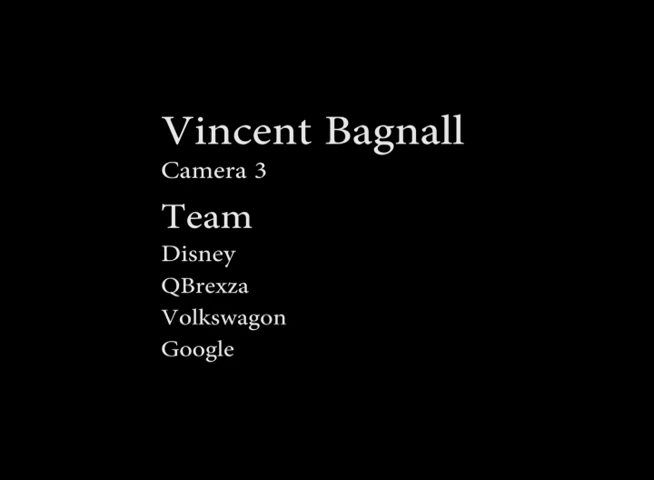 Vincent Bagnall
Camera 3
Team
Disney
QBrexza
Volkswagon
Google